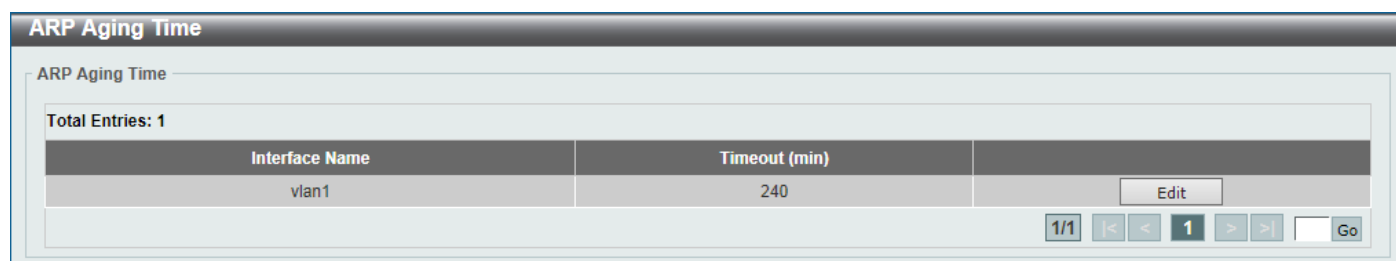 ARP Aging Time
ARP Aging Time
Total Entries: 1
Interface Name Timeout (min)
vlan1 240 Edit
1/1 |< < 1 > >| Go